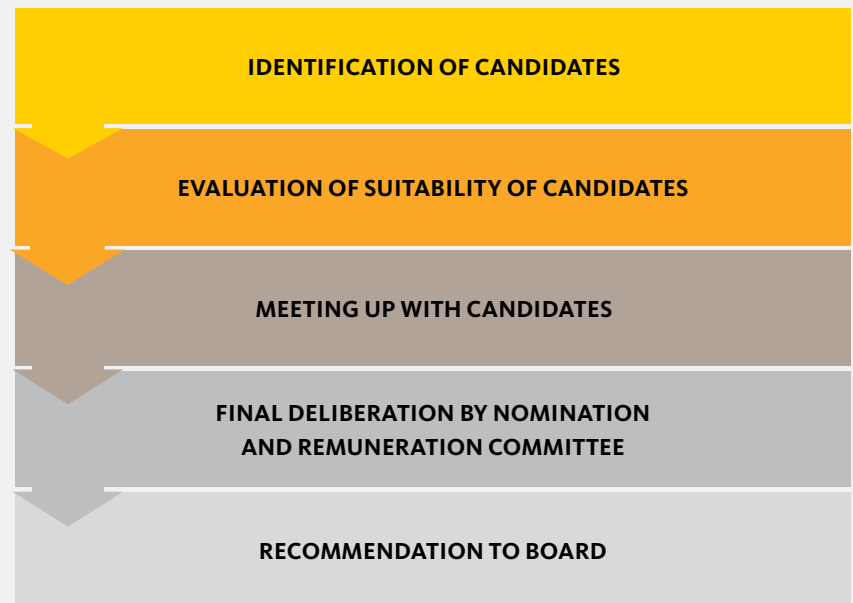 IDENTIFICATION OF CANDIDATES
EVALUATION OF SUITABILITY OF CANDIDATES
MEETING UP WITH CANDIDATES
FINAL DELIBERATION BY NOMINATION
AND REMUNERATION COMMITTEE
RECOMMENDATION TO BOARD